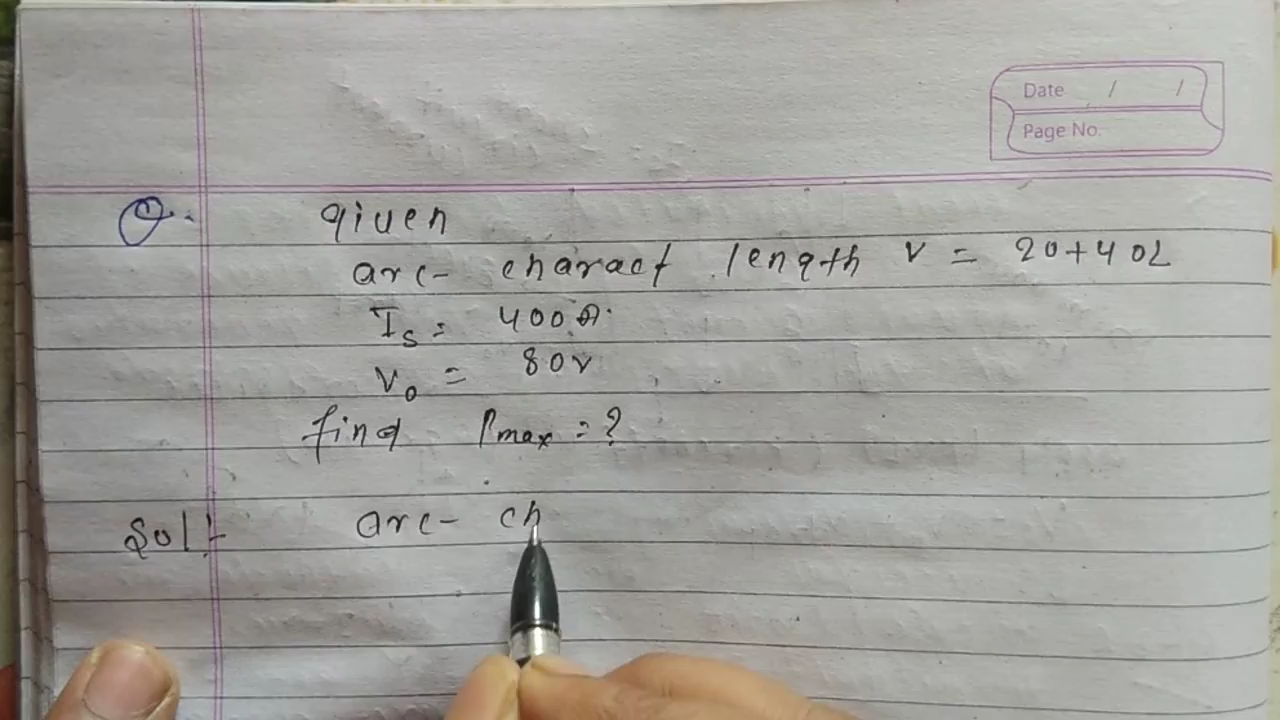 Date / /
Page No.
Q. given
arc- charact length V = 20+40L
Is = 400A.
Vo = 80V
find Pmax = ?
Sol:- arc- ch